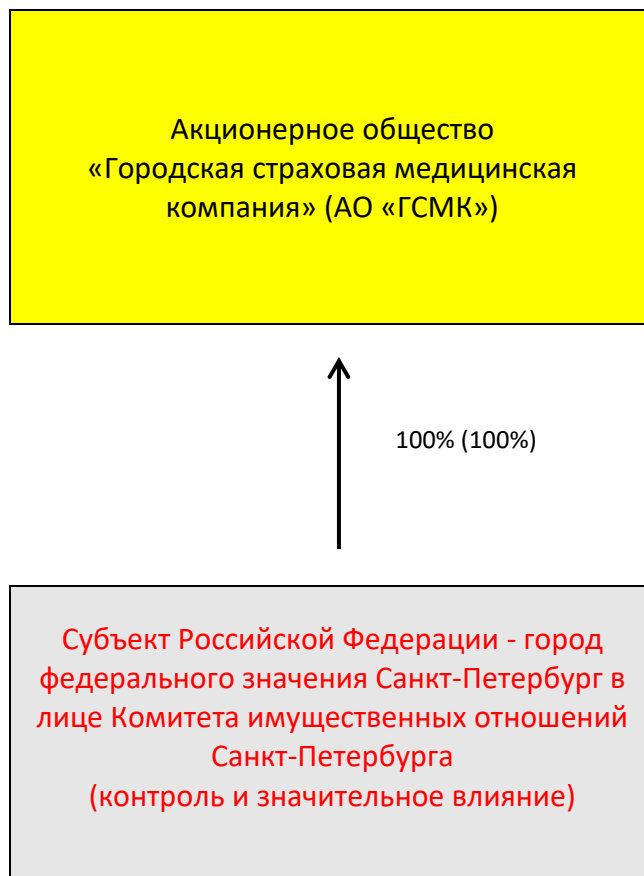 Акционерное общество
«Городская страховая медицинская
компания» (АО «ГСМК»)
100% (100%)
Субъект Российской Федерации - город
федерального значения Санкт-Петербург в
лице Комитета имущественных отношений
Санкт-Петербурга
(контроль и значительное влияние)